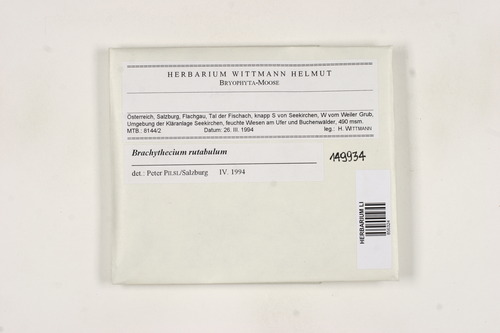 HERBARIUM WITTMANN HELMUT
BRYOPHYTA-MOOSE
Österreich, Salzburg, Flachgau, Tal der Fischach, knapp S von Seekirchen, W vom Weiler Grub,
Umgebung der Kläranlage Seekirchen, feuchte Wiesen am Ufer und Buchenwälder, 490 msm.
MTB.: 8144/2 Datum: 26. III. 1994 leg.: H. WITTMANN
Brachythecium rutabulum
149934
det.: Peter PILSL/Salzburg IV. 1994
HERBARIUM LI